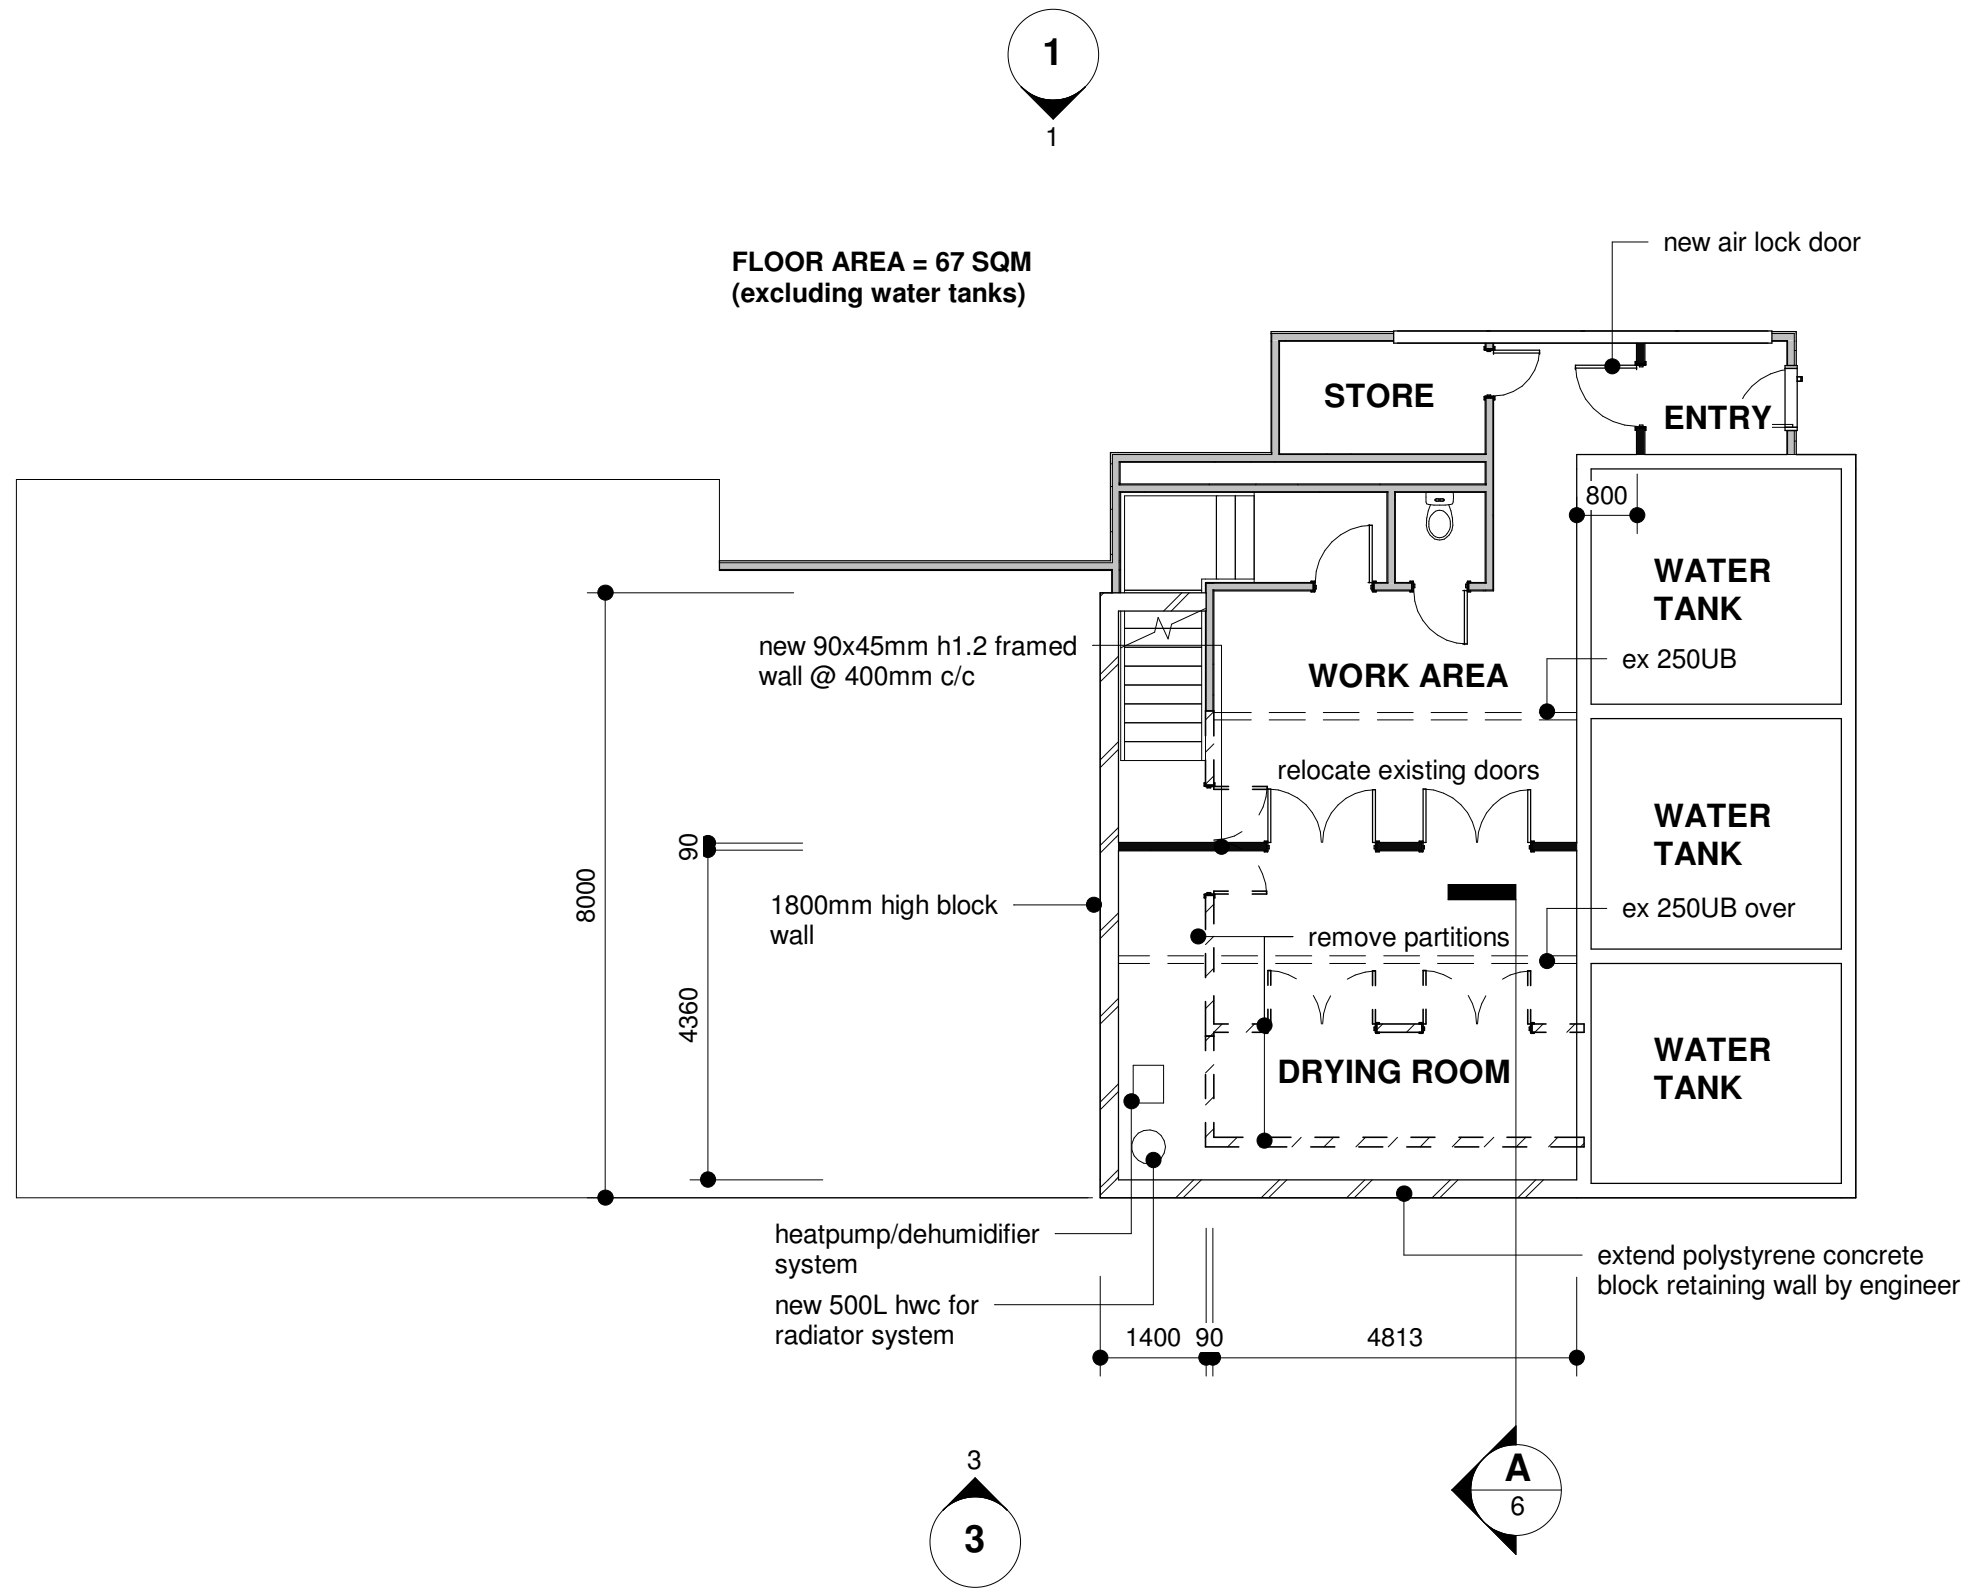 1
1
FLOOR AREA = 67 SQM
(excluding water tanks)
new air lock door
STORE
ENTRY
800
WATER
TANK
new 90x45mm h1.2 framed
wall @ 400mm c/c
WORK AREA
ex 250UB
relocate existing doors
WATER
TANK
90
8000
1800mm high block
wall
ex 250UB over
remove partitions
4360
DRYING ROOM
WATER
TANK
heatpump/dehumidifier
system
new 500L hwc for
radiator system
extend polystyrene concrete
block retaining wall by engineer
1400
90
4813
3
3
A
6